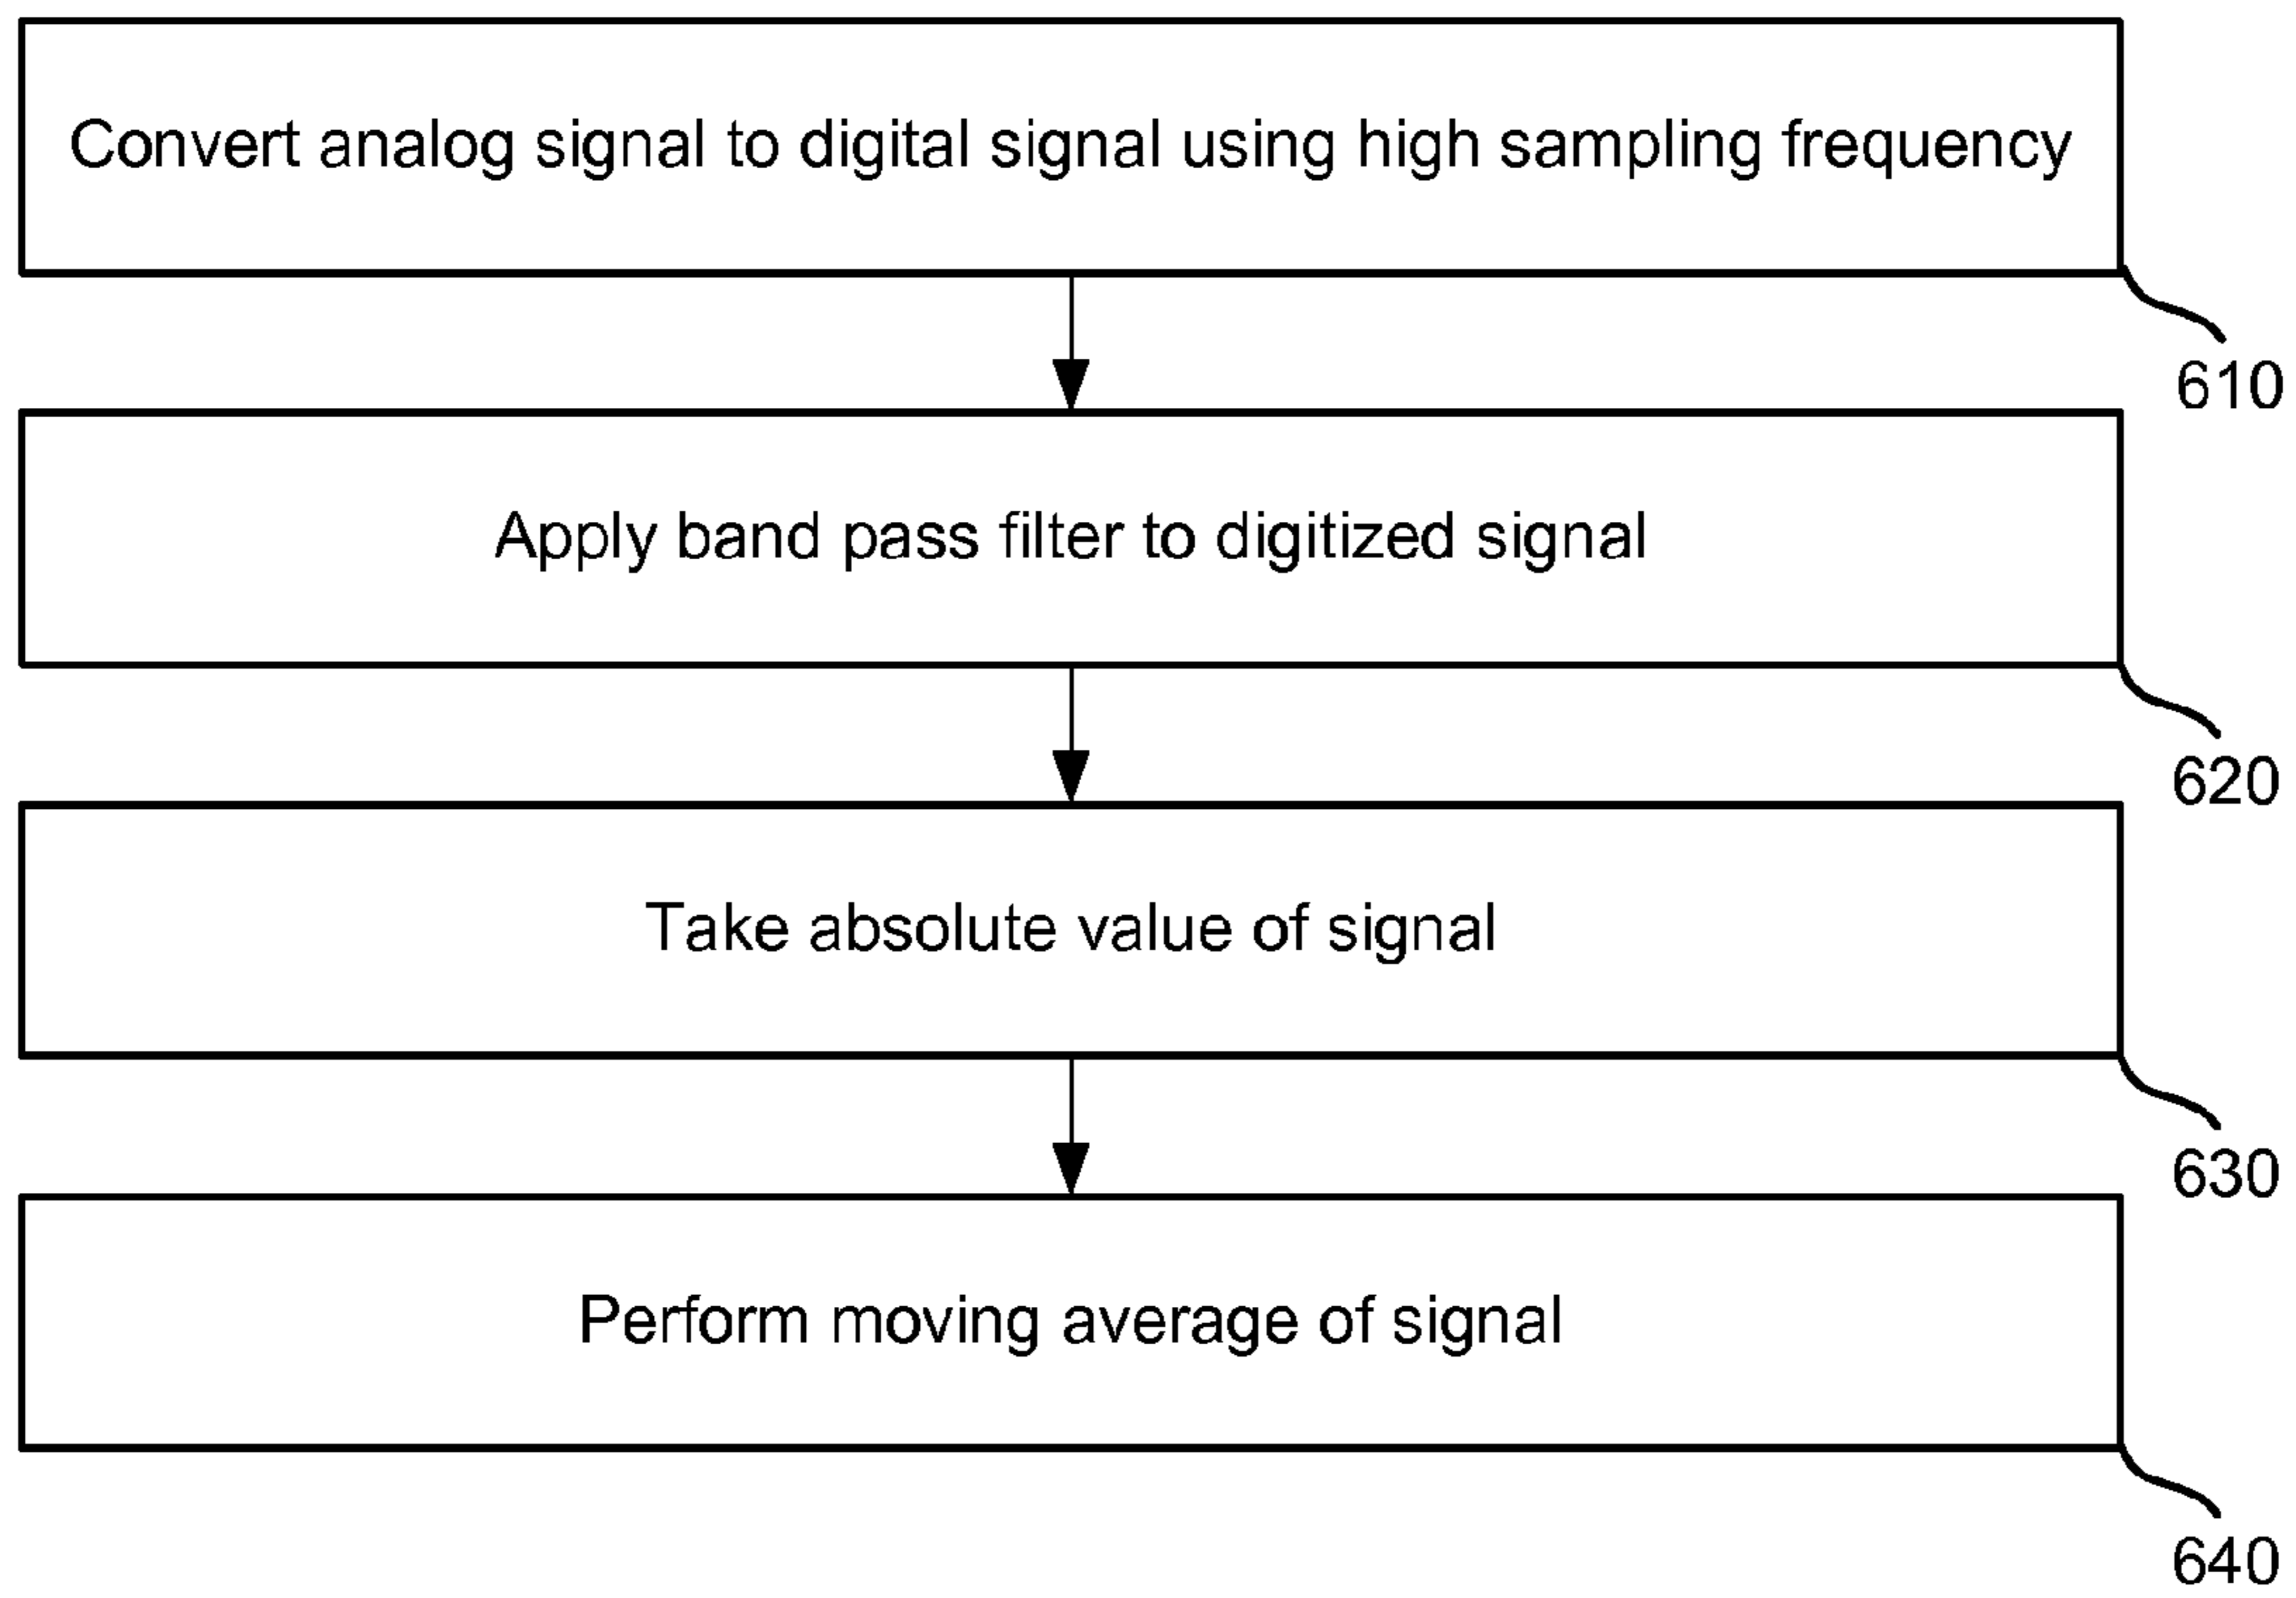 Convert analog signal to digital signal using high sampling frequency
610
Apply band pass filter to digitized signal
620
Take absolute value of signal
630
Perform moving average of signal
640